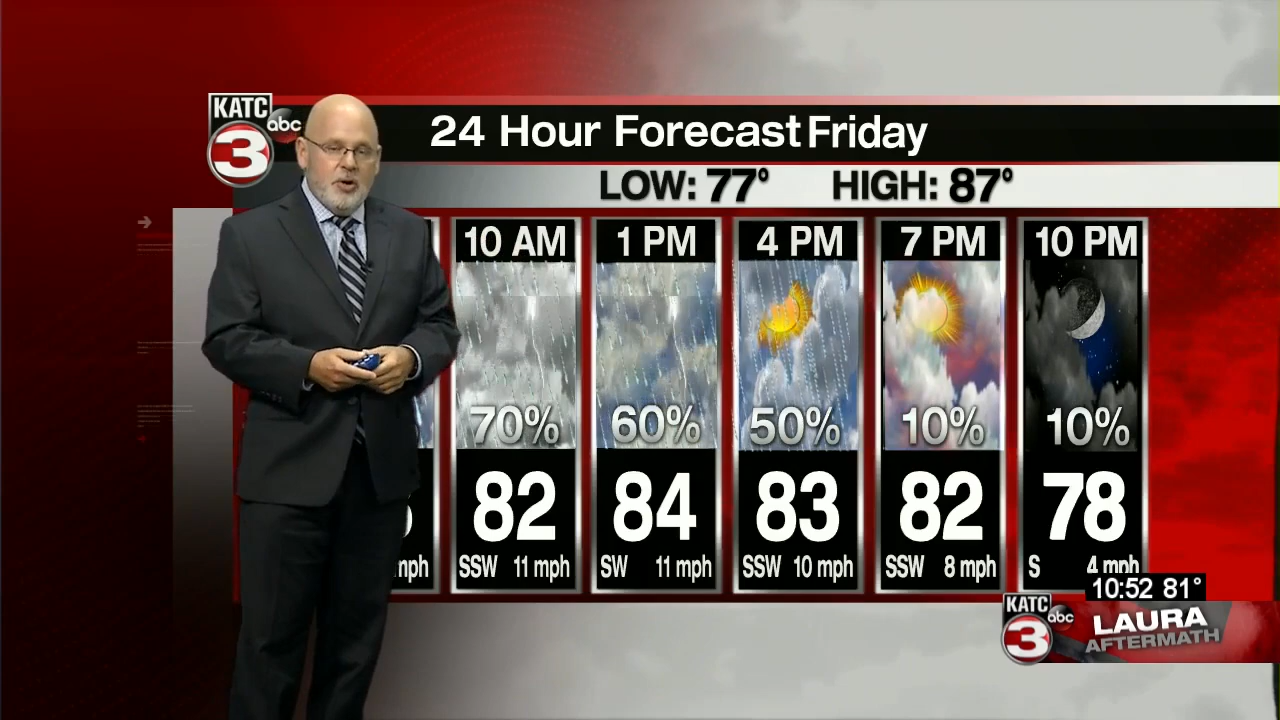 KATC
abc
3
24 Hour Forecast Friday
LOW: 77° HIGH: 87°
10 AM 1 PM 4 PM 7 PM 10 PM
70% 60% 50% 10% 10%
82 84 83 82 78
mph SSW 11 mph SW 11 mph SSW 10 mph SSW 8 mph S 4 mph
10:52 81°
KATC
abc
3
LAURA
AFTERMATH